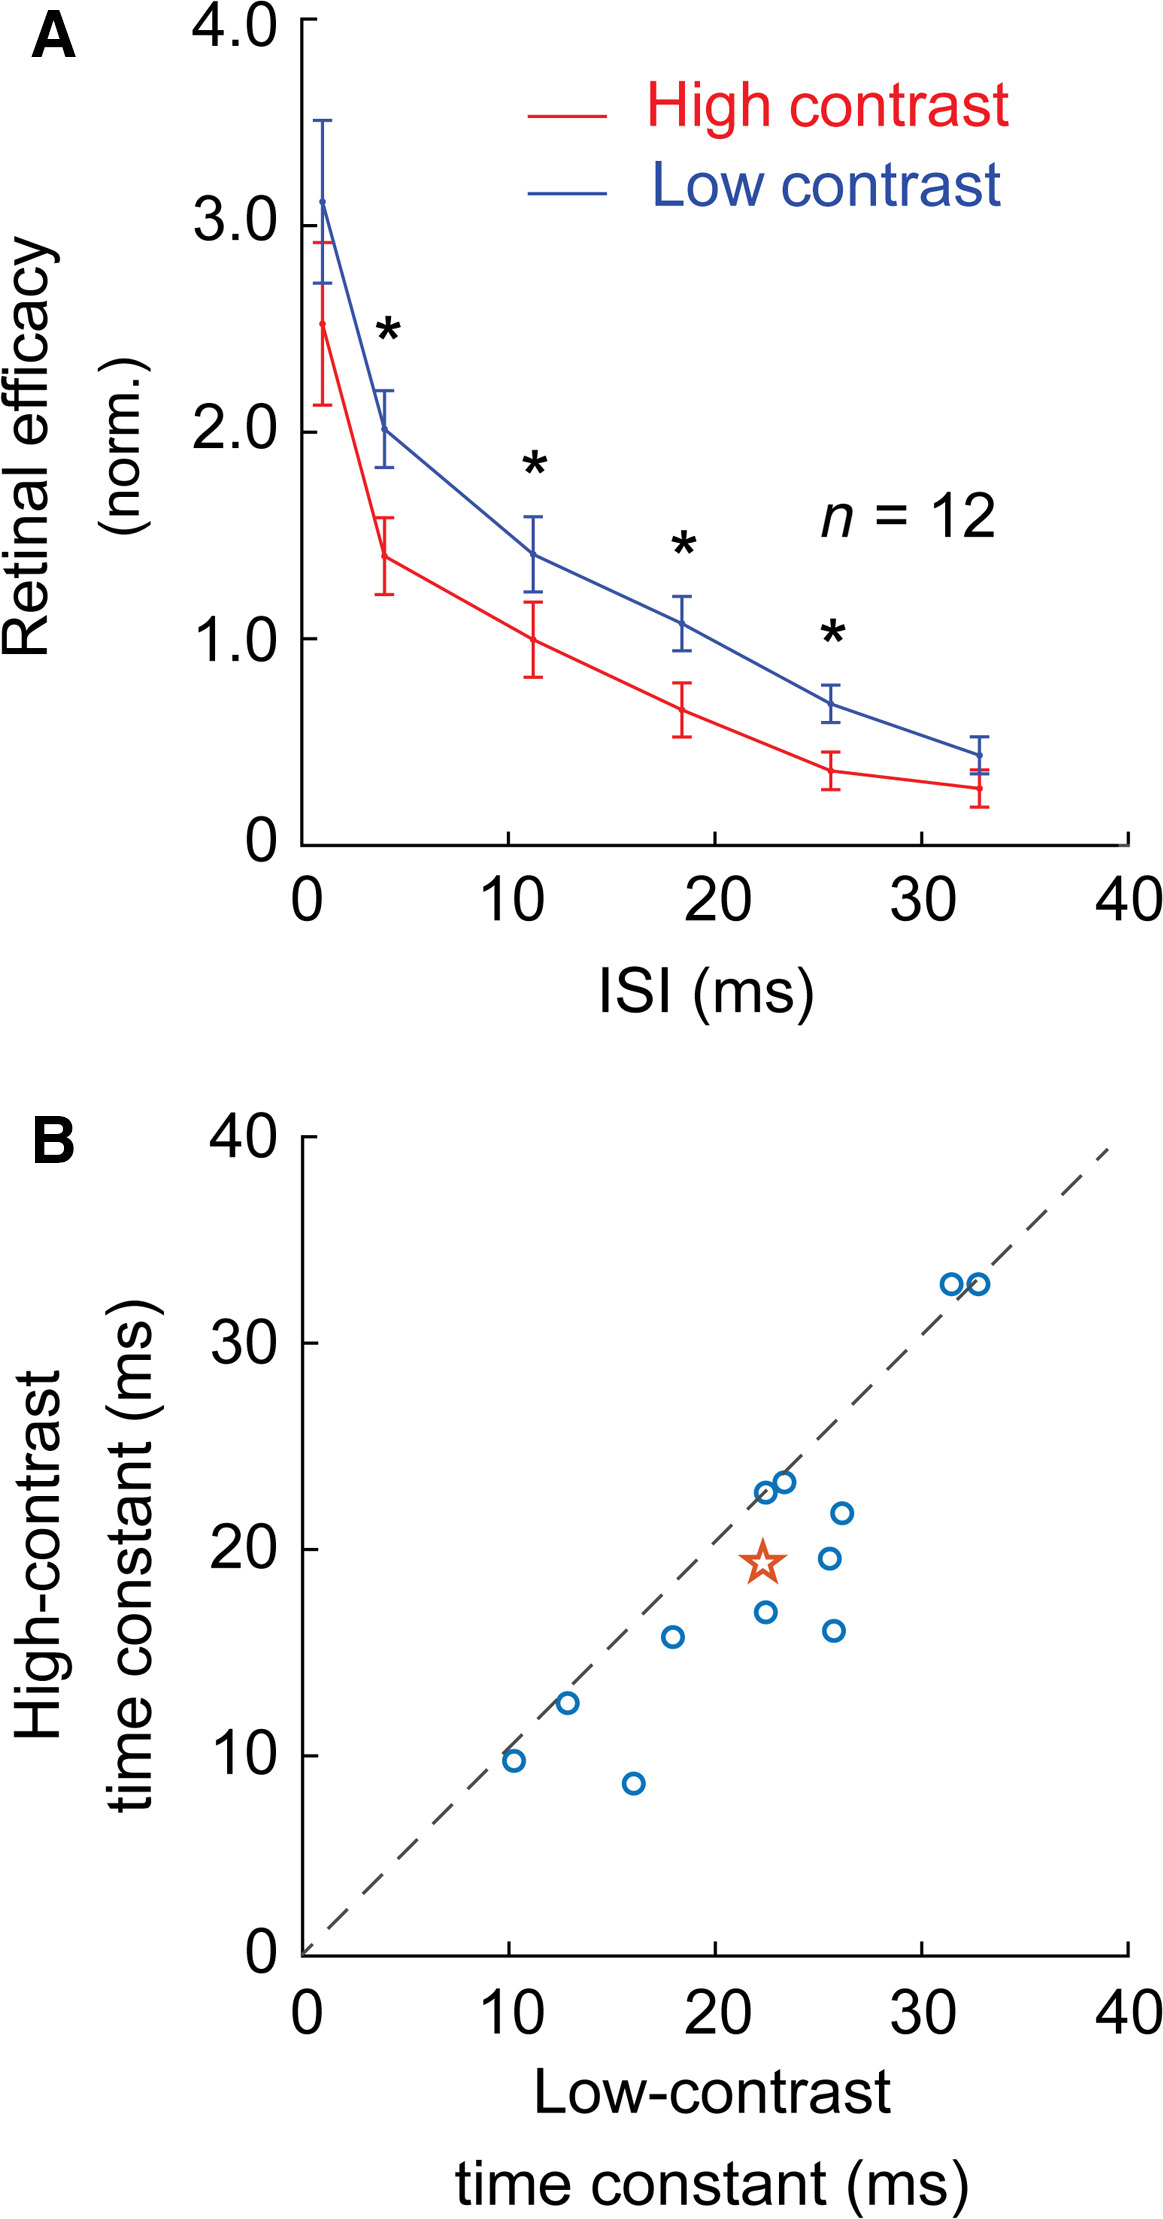 A
4.0
3.0
2.0
1.0
0
Retinal efficacy
(norm.)
High contrast
Low contrast
*
*
*
*
n = 12
0 10 20 30 40
ISI (ms)
B
40
30
20
10
0
High-contrast
time constant (ms)
0 10 20 30 40
Low-contrast
time constant (ms)